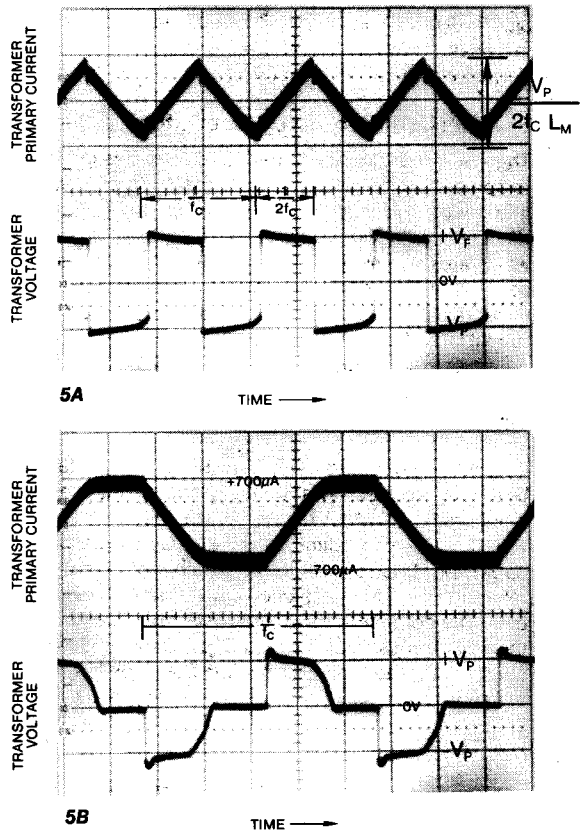 TRANSFORMER
PRIMARY CURRENT
V_P
2f_C L_M
f_C
2f_C
TRANSFORMER
VOLTAGE
+V_P
0V
V_P
5A
TIME
TRANSFORMER
PRIMARY CURRENT
+700μA
700μA
f_C
TRANSFORMER
VOLTAGE
+V_P
0V
V_P
5B
TIME